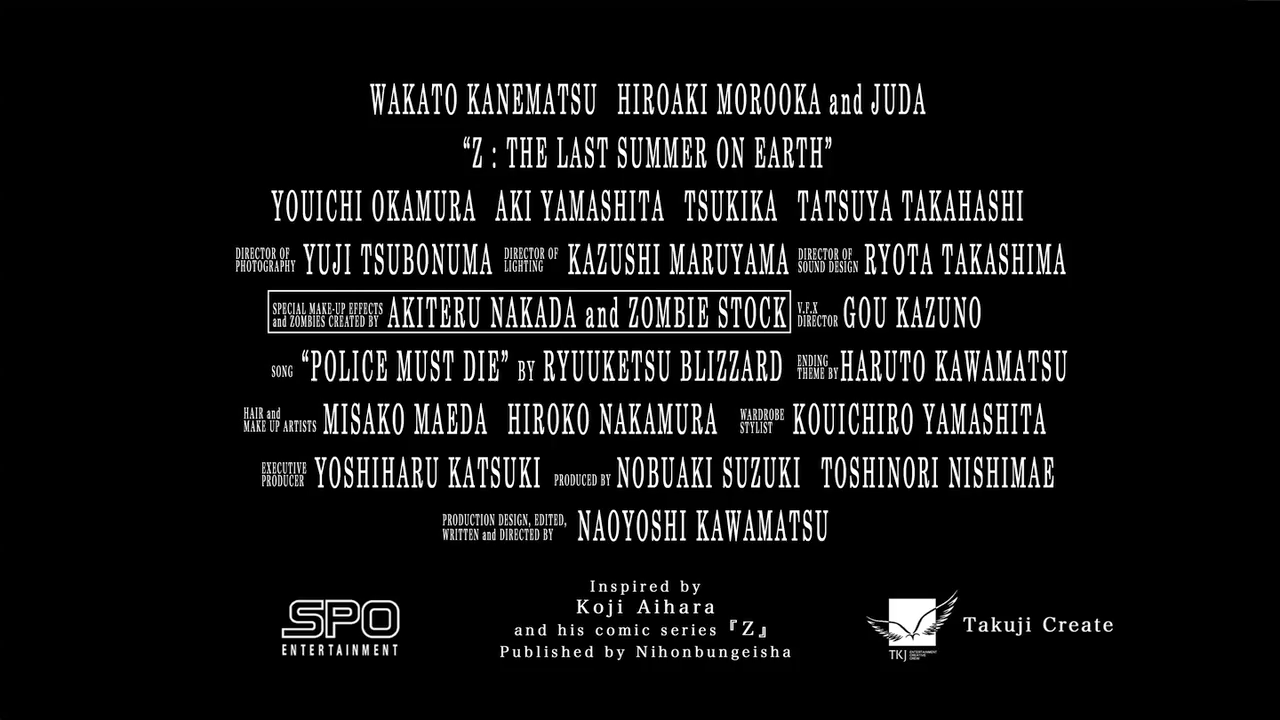 WAKATO KANEMATSU HIROAKI MOROOKA and JUDA
“Z : THE LAST SUMMER ON EARTH”
YOUICHI OKAMURA AKI YAMASHITA TSUKIKA TATSUYA TAKAHASHI
DIRECTOR OF PHOTOGRAPHY YUJI TSUBONUMA DIRECTOR OF LIGHTING KAZUSHI MARUYAMA DIRECTOR OF SOUND DESIGN RYOTA TAKASHIMA
SPECIAL MAKE-UP EFFECTS and ZOMBIES CREATED BY AKITERU NAKADA and ZOMBIE STOCK V.F.X DIRECTOR GOU KAZUNO
SONG “POLICE MUST DIE” BY RYUUKETSU BLIZZARD ENDING THEME BY HARUTO KAWAMATSU
HAIR and MAKE UP ARTISTS MISAKO MAEDA HIROKO NAKAMURA WARDROBE STYLIST KOUICHIRO YAMASHITA
EXECUTIVE PRODUCER YOSHIHARU KATSUKI PRODUCED BY NOBUAKI SUZUKI TOSHINORI NISHIMAE
PRODUCTION DESIGN, EDITED, WRITTEN and DIRECTED BY NAOYOSHI KAWAMATSU
SPO
ENTERTAINMENT
Inspired by
Koji Aihara
and his comic series『Z』
Published by Nihonbungeisha
TKJ ENTERTAINMENT CREATIVE CREW
Takuji Create